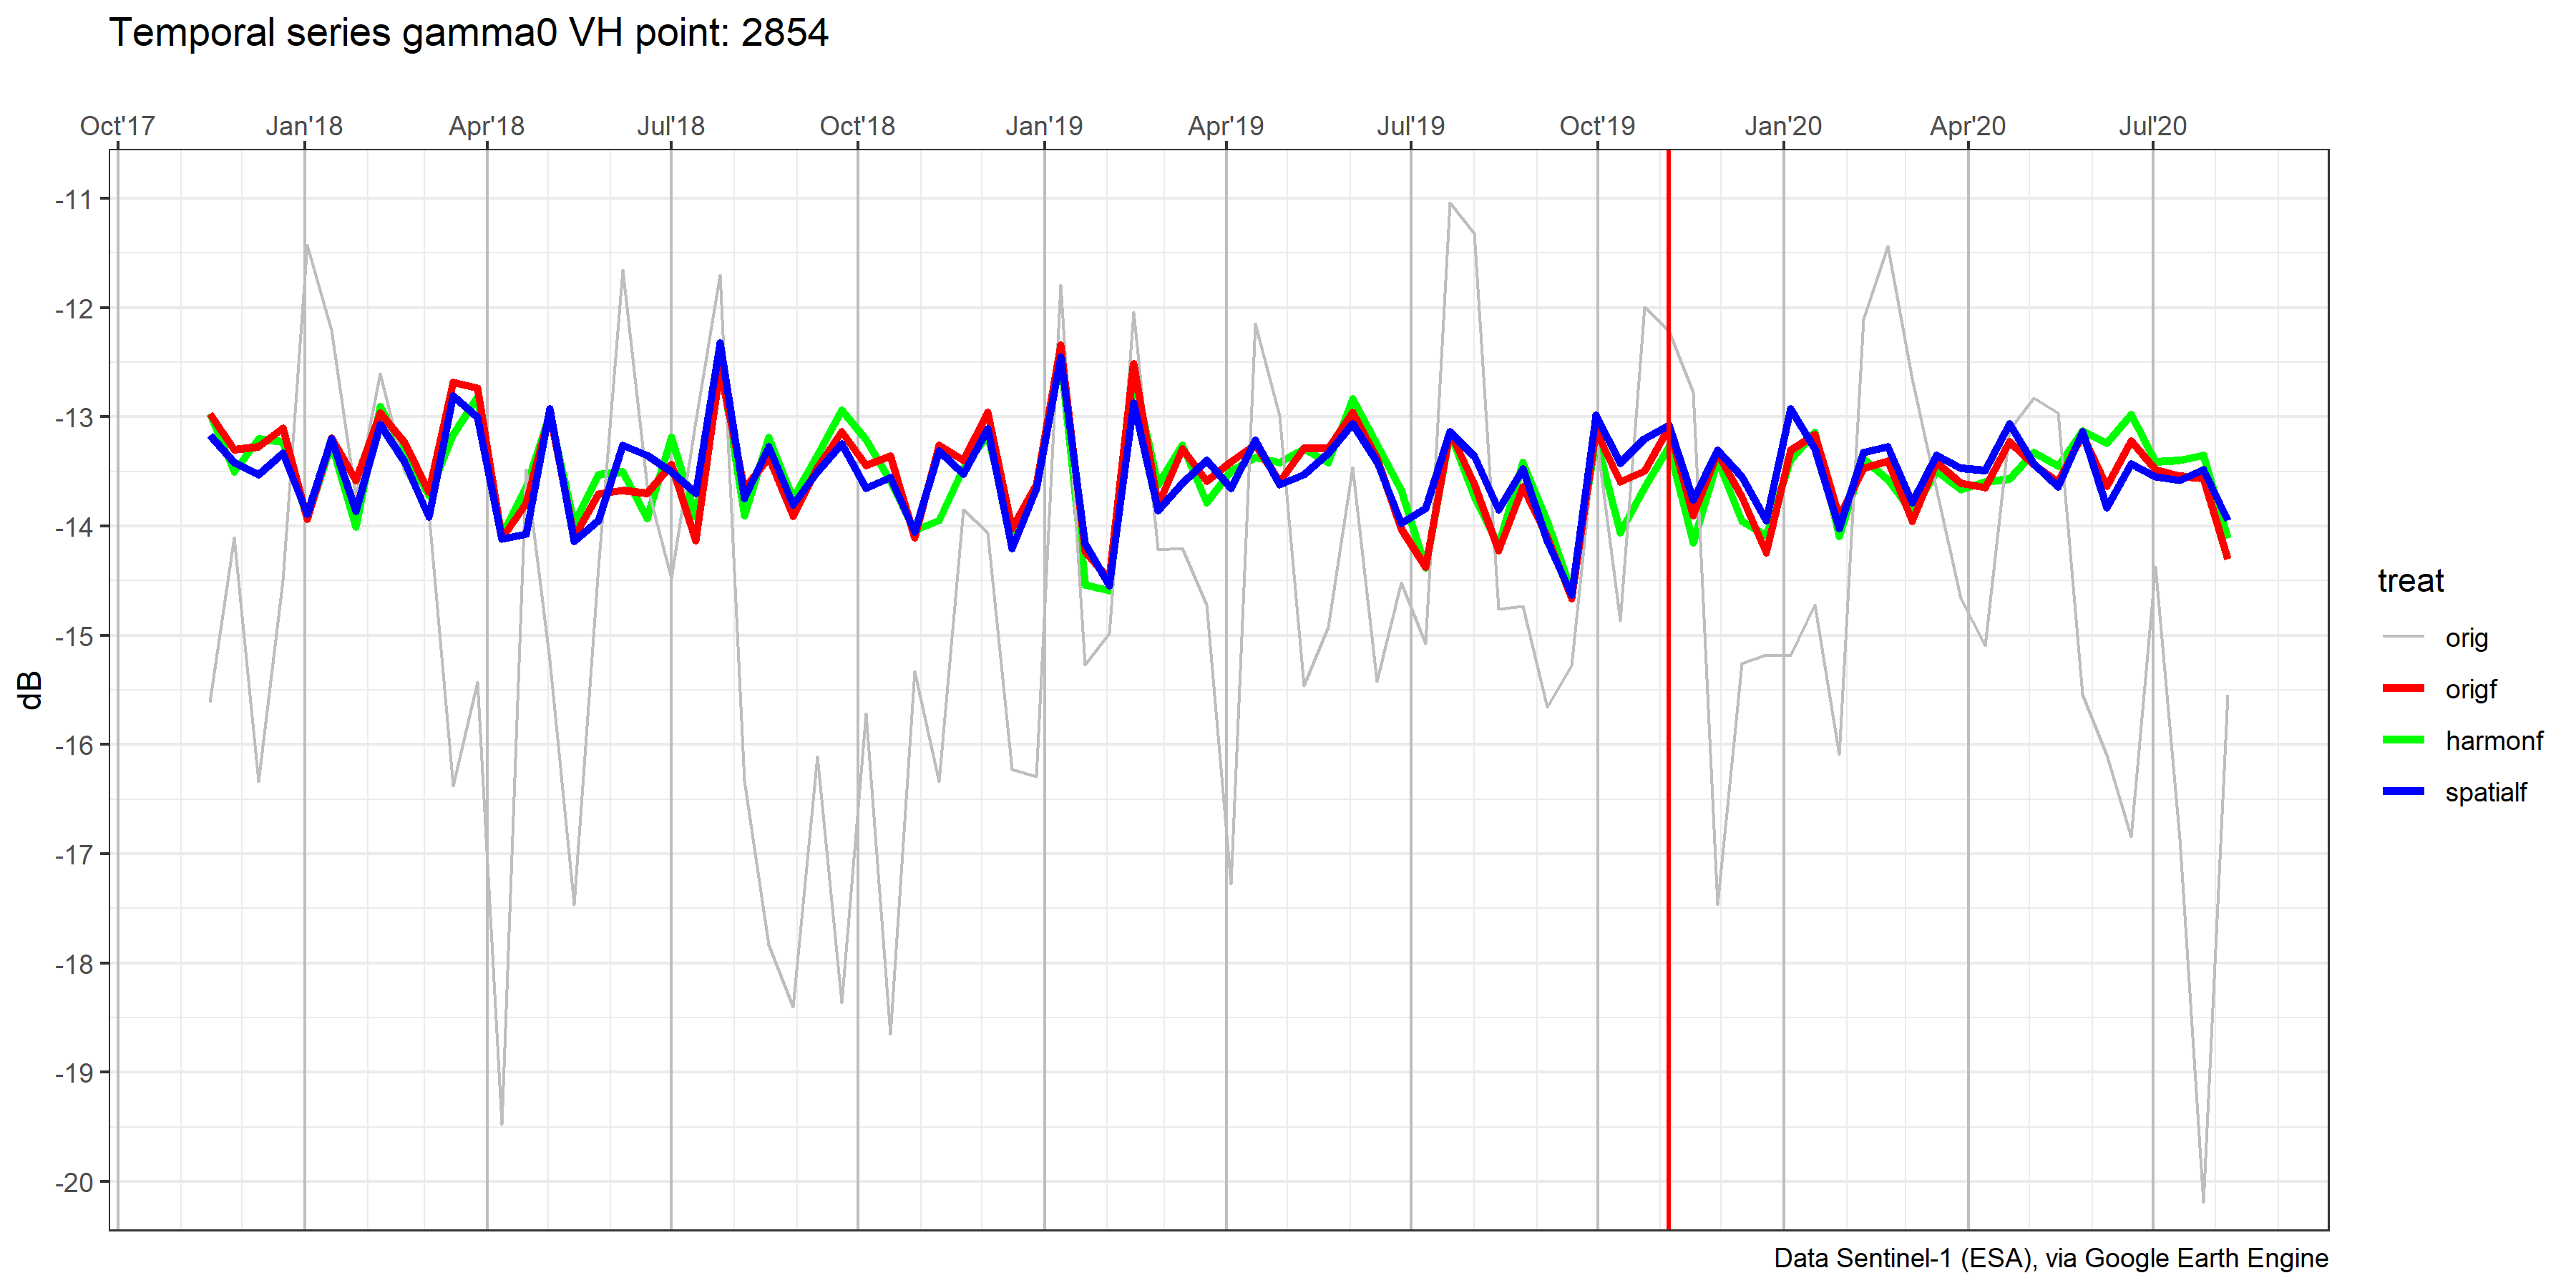 Temporal series gamma0 VH point: 2854
Oct'17 Jan'18 Apr'18 Jul'18 Oct'18 Jan'19 Apr'19 Jul'19 Oct'19 Jan'20 Apr'20 Jul'20
-11
-12
-13
-14
-15
-16
-17
-18
-19
-20
dB
treat
orig
origf
harmonf
spatialf
Data Sentinel-1 (ESA), via Google Earth Engine